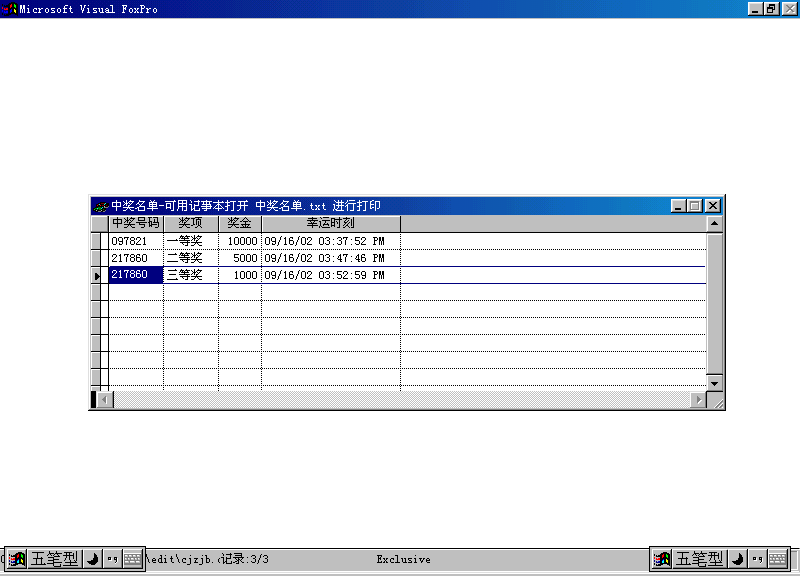 Microsoft Visual FoxPro
中奖名单-可用记事本打开 中奖名单.txt 进行打印
中奖号码 奖项 奖金 幸运时刻
097821 一等奖 10000 09/16/02 03:37:52 PM
217860 二等奖 5000 09/16/02 03:47:46 PM
217860 三等奖 1000 09/16/02 03:52:59 PM
五笔型 \edit\cjzjb. 记录:3/3 Exclusive 五笔型